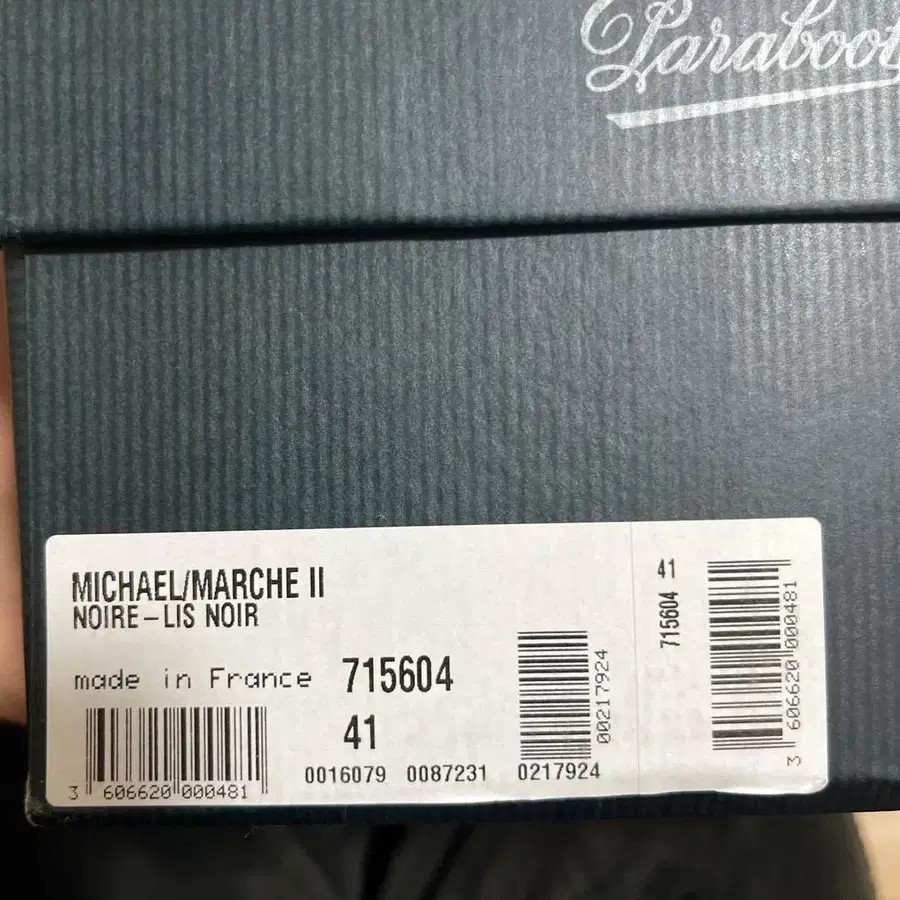 Paraboot
MICHAEL/MARCHE II
NOIRE-LIS NOIR
made in France 715604
41
3 606620 000481
0016079 0087231 0217924
00217924
715604 41
3 606620 000481